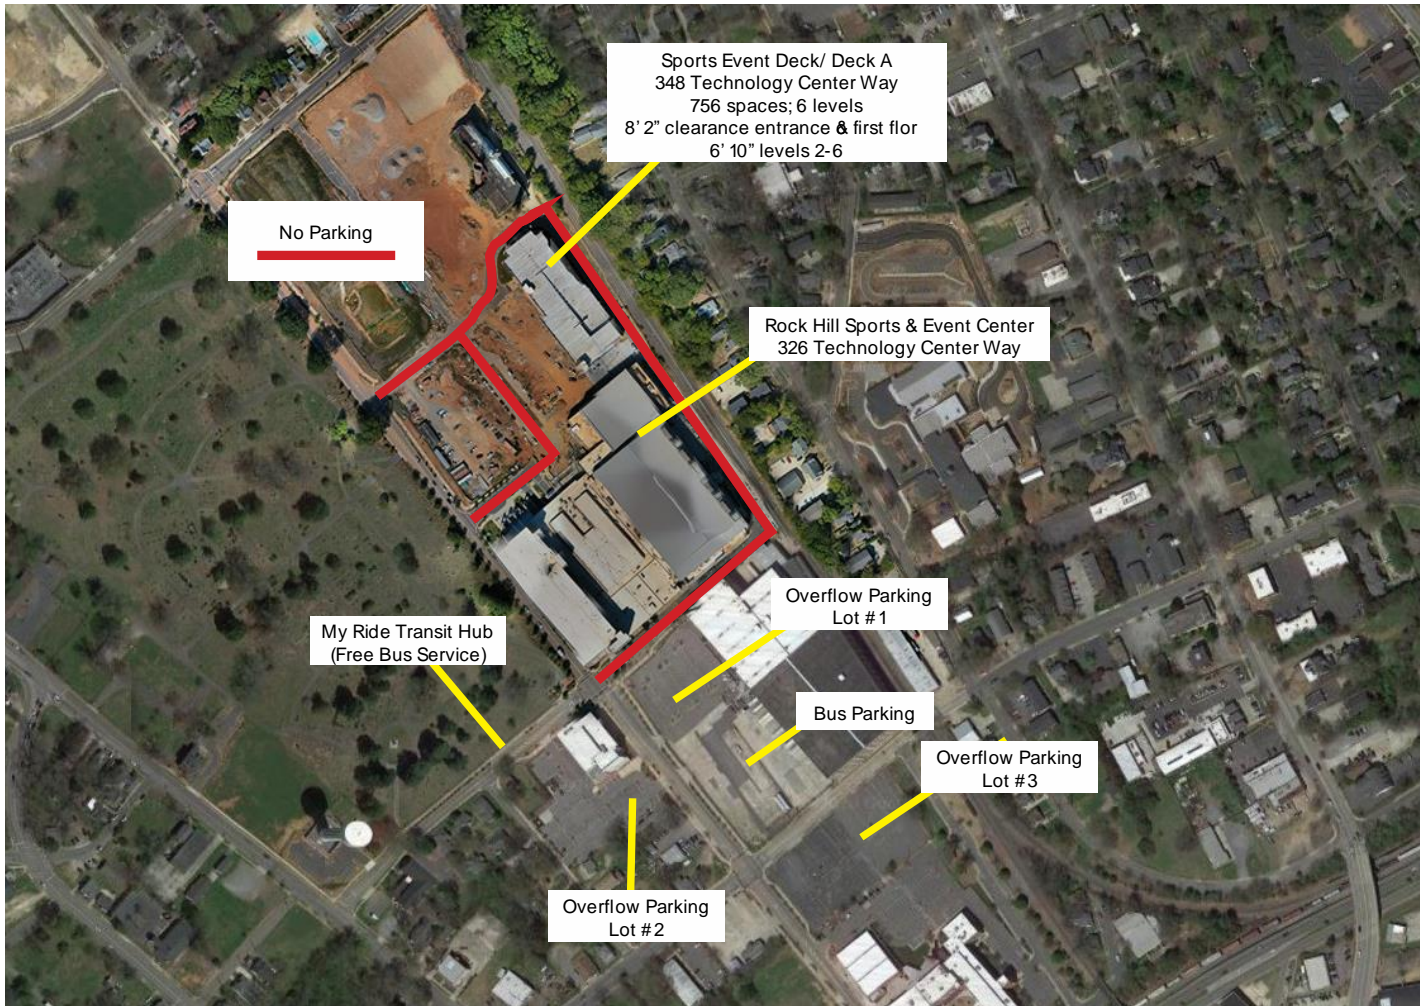 Sports Event Deck/ Deck A
348 Technology Center Way
756 spaces; 6 levels
8' 2" clearance entrance & first flor
6' 10" levels 2-6
No Parking
Rock Hill Sports & Event Center
326 Technology Center Way
Overflow Parking
Lot #1
My Ride Transit Hub
(Free Bus Service)
Bus Parking
Overflow Parking
Lot #3
Overflow Parking
Lot #2